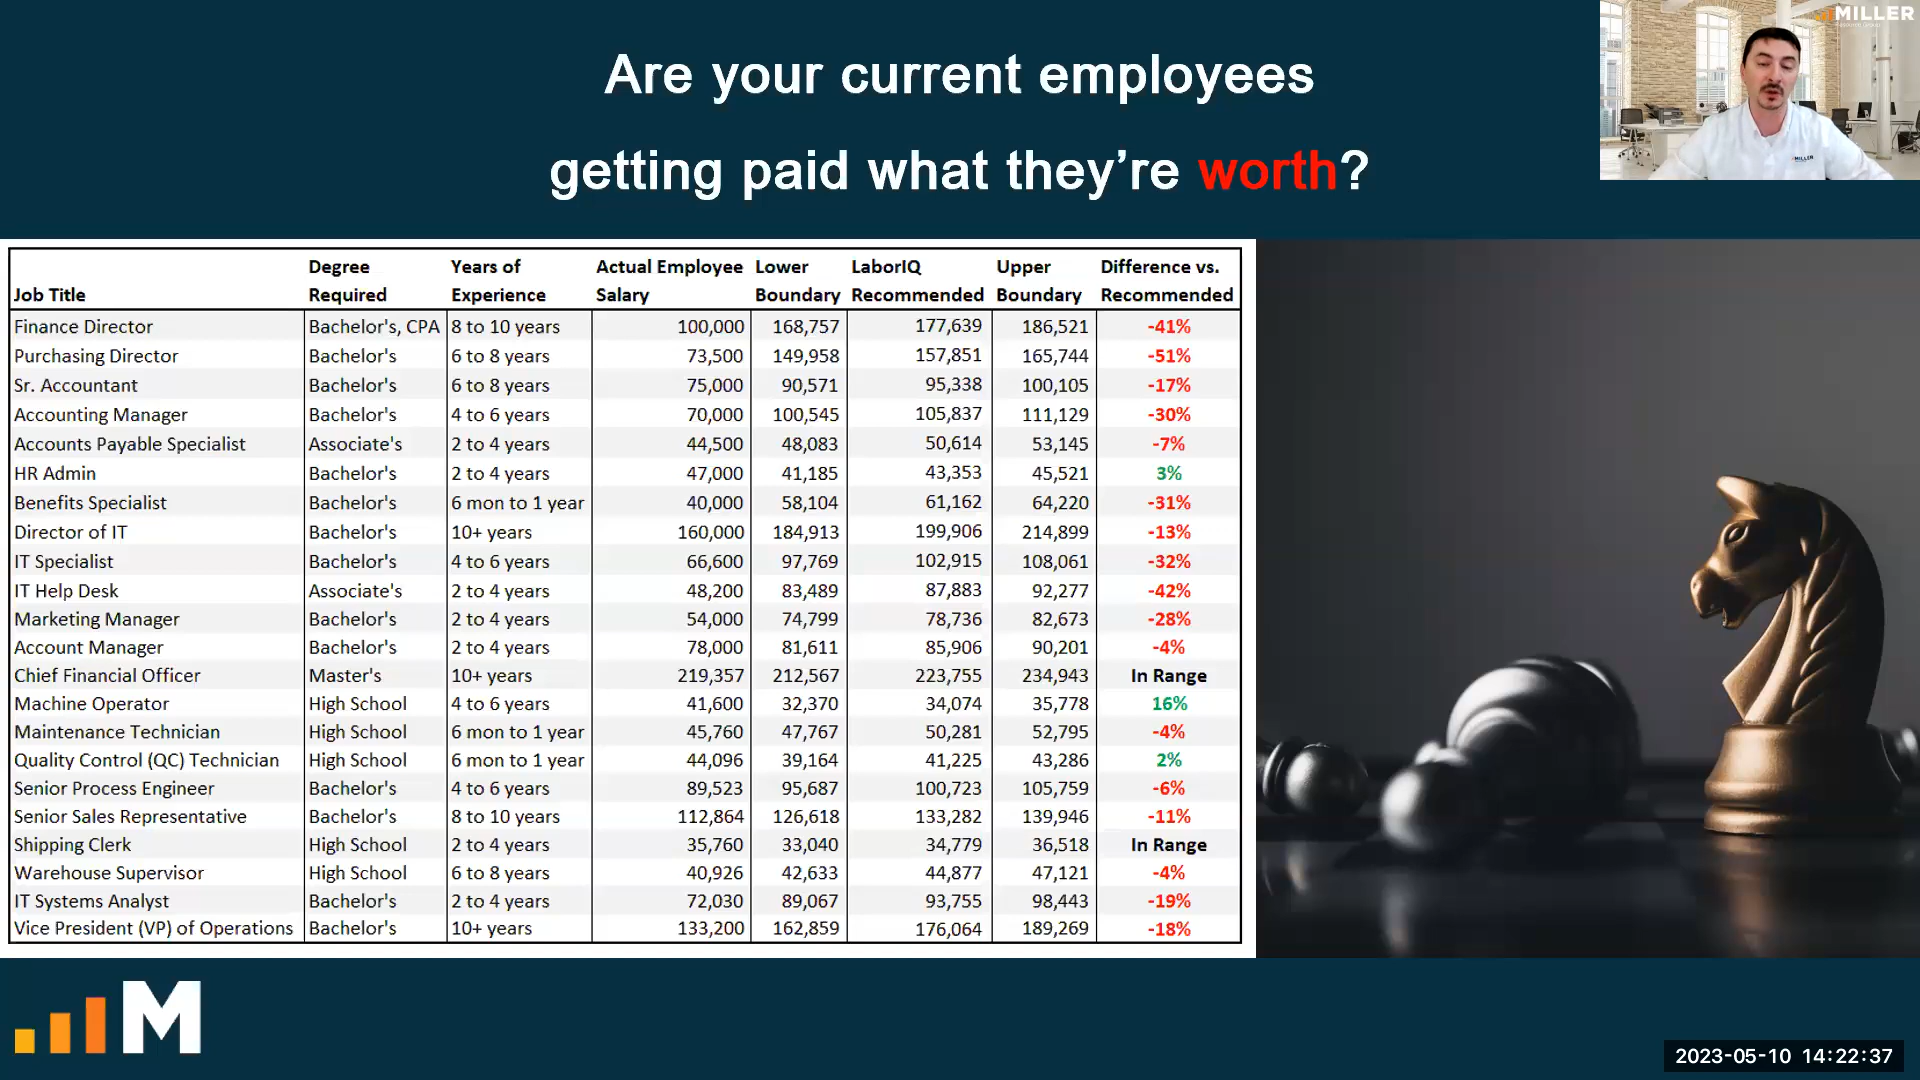 Are your current employees
getting paid what they're worth?
MILLER
MILLER
Job Title Degree Required Years of Experience Actual Employee Salary Lower Boundary LaborIQ Recommended Upper Boundary Difference vs. Recommended
Finance Director Bachelor's, CPA 8 to 10 years 100,000 168,757 177,639 186,521 -41%
Purchasing Director Bachelor's 6 to 8 years 73,500 149,958 157,851 165,744 -51%
Sr. Accountant Bachelor's 6 to 8 years 75,000 90,571 95,338 100,105 -17%
Accounting Manager Bachelor's 4 to 6 years 70,000 100,545 105,837 111,129 -30%
Accounts Payable Specialist Associate's 2 to 4 years 44,500 48,083 50,614 53,145 -7%
HR Admin Bachelor's 2 to 4 years 47,000 41,185 43,353 45,521 3%
Benefits Specialist Bachelor's 6 mon to 1 year 40,000 58,104 61,162 64,220 -31%
Director of IT Bachelor's 10+ years 160,000 184,913 199,906 214,899 -13%
IT Specialist Bachelor's 4 to 6 years 66,600 97,769 102,915 108,061 -32%
IT Help Desk Associate's 2 to 4 years 48,200 83,489 87,883 92,277 -42%
Marketing Manager Bachelor's 2 to 4 years 54,000 74,799 78,736 82,673 -28%
Account Manager Bachelor's 2 to 4 years 78,000 81,611 85,906 90,201 -4%
Chief Financial Officer Master's 10+ years 219,357 212,567 223,755 234,943 In Range
Machine Operator High School 4 to 6 years 41,600 32,370 34,074 35,778 16%
Maintenance Technician High School 6 mon to 1 year 45,760 47,767 50,281 52,795 -4%
Quality Control (QC) Technician High School 6 mon to 1 year 44,096 39,164 41,225 43,286 2%
Senior Process Engineer Bachelor's 4 to 6 years 89,523 95,687 100,723 105,759 -6%
Senior Sales Representative Bachelor's 8 to 10 years 112,864 126,618 133,282 139,946 -11%
Shipping Clerk High School 2 to 4 years 35,760 33,040 34,779 36,518 In Range
Warehouse Supervisor High School 6 to 8 years 40,926 42,633 44,877 47,121 -4%
IT Systems Analyst Bachelor's 2 to 4 years 72,030 89,067 93,755 98,443 -19%
Vice President (VP) of Operations Bachelor's 10+ years 133,200 162,859 176,064 189,269 -18%
M
2023-05-10 14:22:37